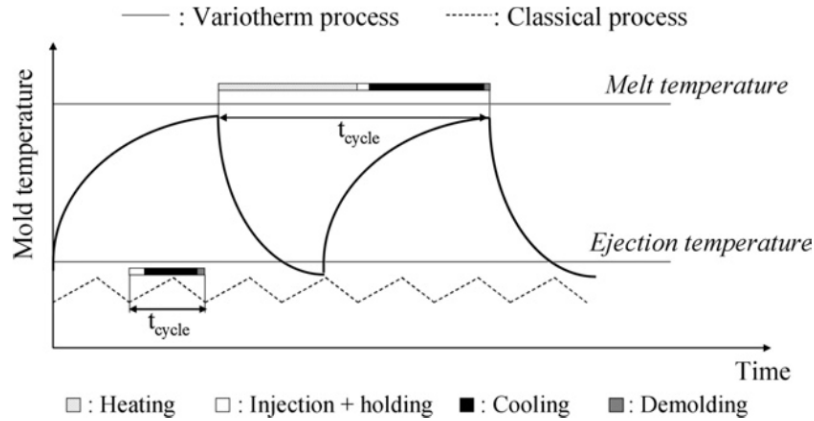 : Variotherm process
: Classical process
Mold temperature
Melt temperature
tcycle
Ejection temperature
tcycle
Time
: Heating
: Injection + holding
: Cooling
: Demolding